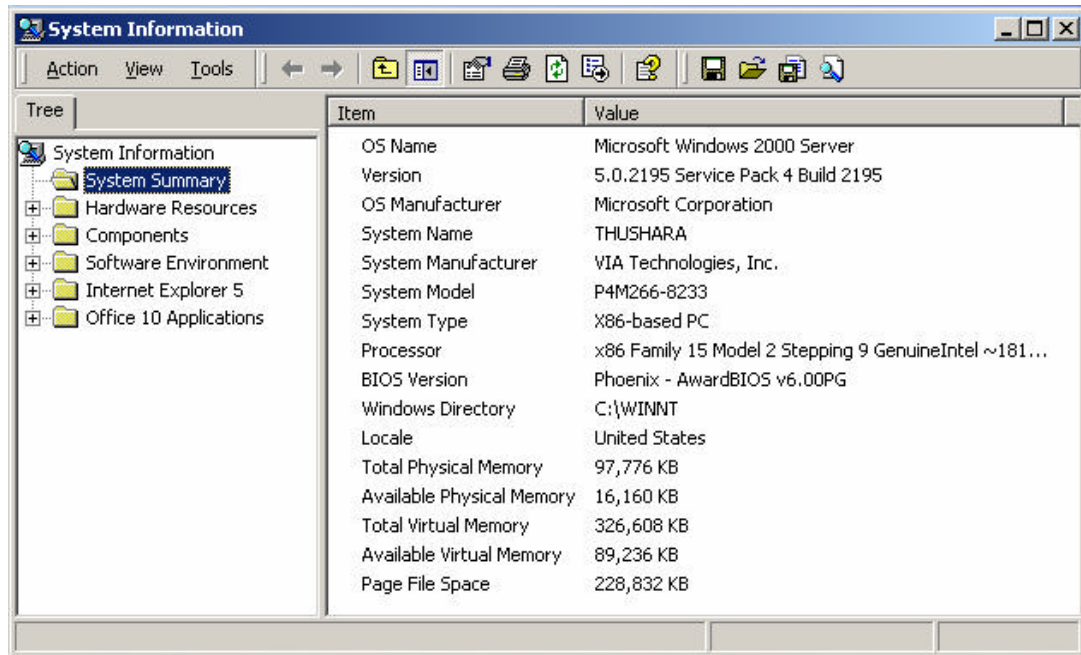 System Information
Action View Tools
Tree
Item Value
System Information
System Summary
Hardware Resources
Components
Software Environment
Internet Explorer 5
Office 10 Applications
OS Name Microsoft Windows 2000 Server
Version 5.0.2195 Service Pack 4 Build 2195
OS Manufacturer Microsoft Corporation
System Name THUSHARA
System Manufacturer VIA Technologies, Inc.
System Model P4M266-8233
System Type X86-based PC
Processor x86 Family 15 Model 2 Stepping 9 GenuineIntel ~181...
BIOS Version Phoenix - AwardBIOS v6.00PG
Windows Directory C:\WINNT
Locale United States
Total Physical Memory 97,776 KB
Available Physical Memory 16,160 KB
Total Virtual Memory 326,608 KB
Available Virtual Memory 89,236 KB
Page File Space 228,832 KB